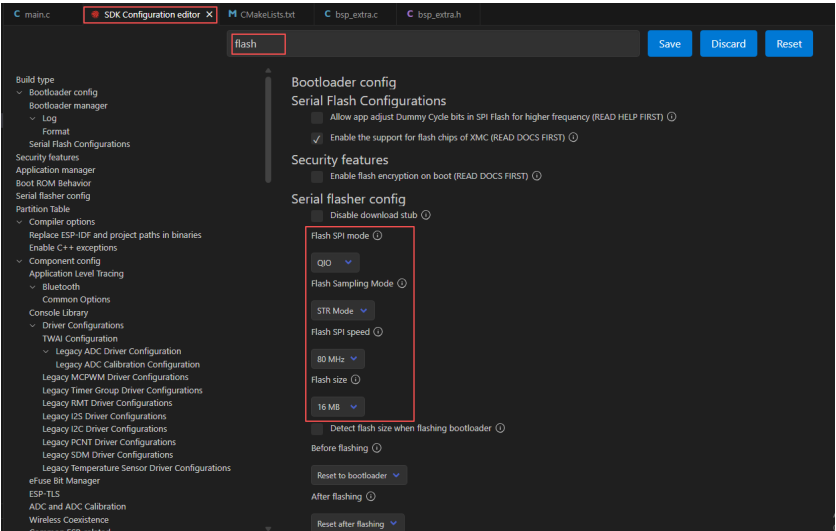 main.c
SDK Configuration editor
CMakeLists.txt
bsp_extra.c
bsp_extra.h
flash
Save
Discard
Reset
Build type
Bootloader config
Bootloader manager
Log
Format
Serial Flash Configurations
Security features
Application manager
Boot ROM Behavior
Serial flasher config
Partition Table
Compiler options
Replace ESP-IDF and project paths in binaries
Enable C++ exceptions
Component config
Application Level Tracing
Bluetooth
Common Options
Console Library
Driver Configurations
TWAI Configuration
Legacy ADC Driver Configuration
Legacy ADC Calibration Configuration
Legacy MCPWM Driver Configurations
Legacy Timer Group Driver Configurations
Legacy RMT Driver Configurations
Legacy I2S Driver Configurations
Legacy I2C Driver Configurations
Legacy PCNT Driver Configurations
Legacy SDM Driver Configurations
Legacy Temperature Sensor Driver Configurations
eFuse Bit Manager
ESP-TLS
ADC and ADC Calibration
Wireless Coexistence
Bootloader config
Serial Flash Configurations
Allow app adjust Dummy Cycle bits in SPI Flash for higher frequency (READ HELP FIRST)
Enable the support for flash chips of XMC (READ DOCS FIRST)
Security features
Enable flash encryption on boot (READ DOCS FIRST)
Serial flasher config
Disable download stub
Flash SPI mode
QIO
Flash Sampling Mode
STR Mode
Flash SPI speed
80 MHz
Flash size
16 MB
Detect flash size when flashing bootloader
Before flashing
Reset to bootloader
After flashing
Reset after flashing